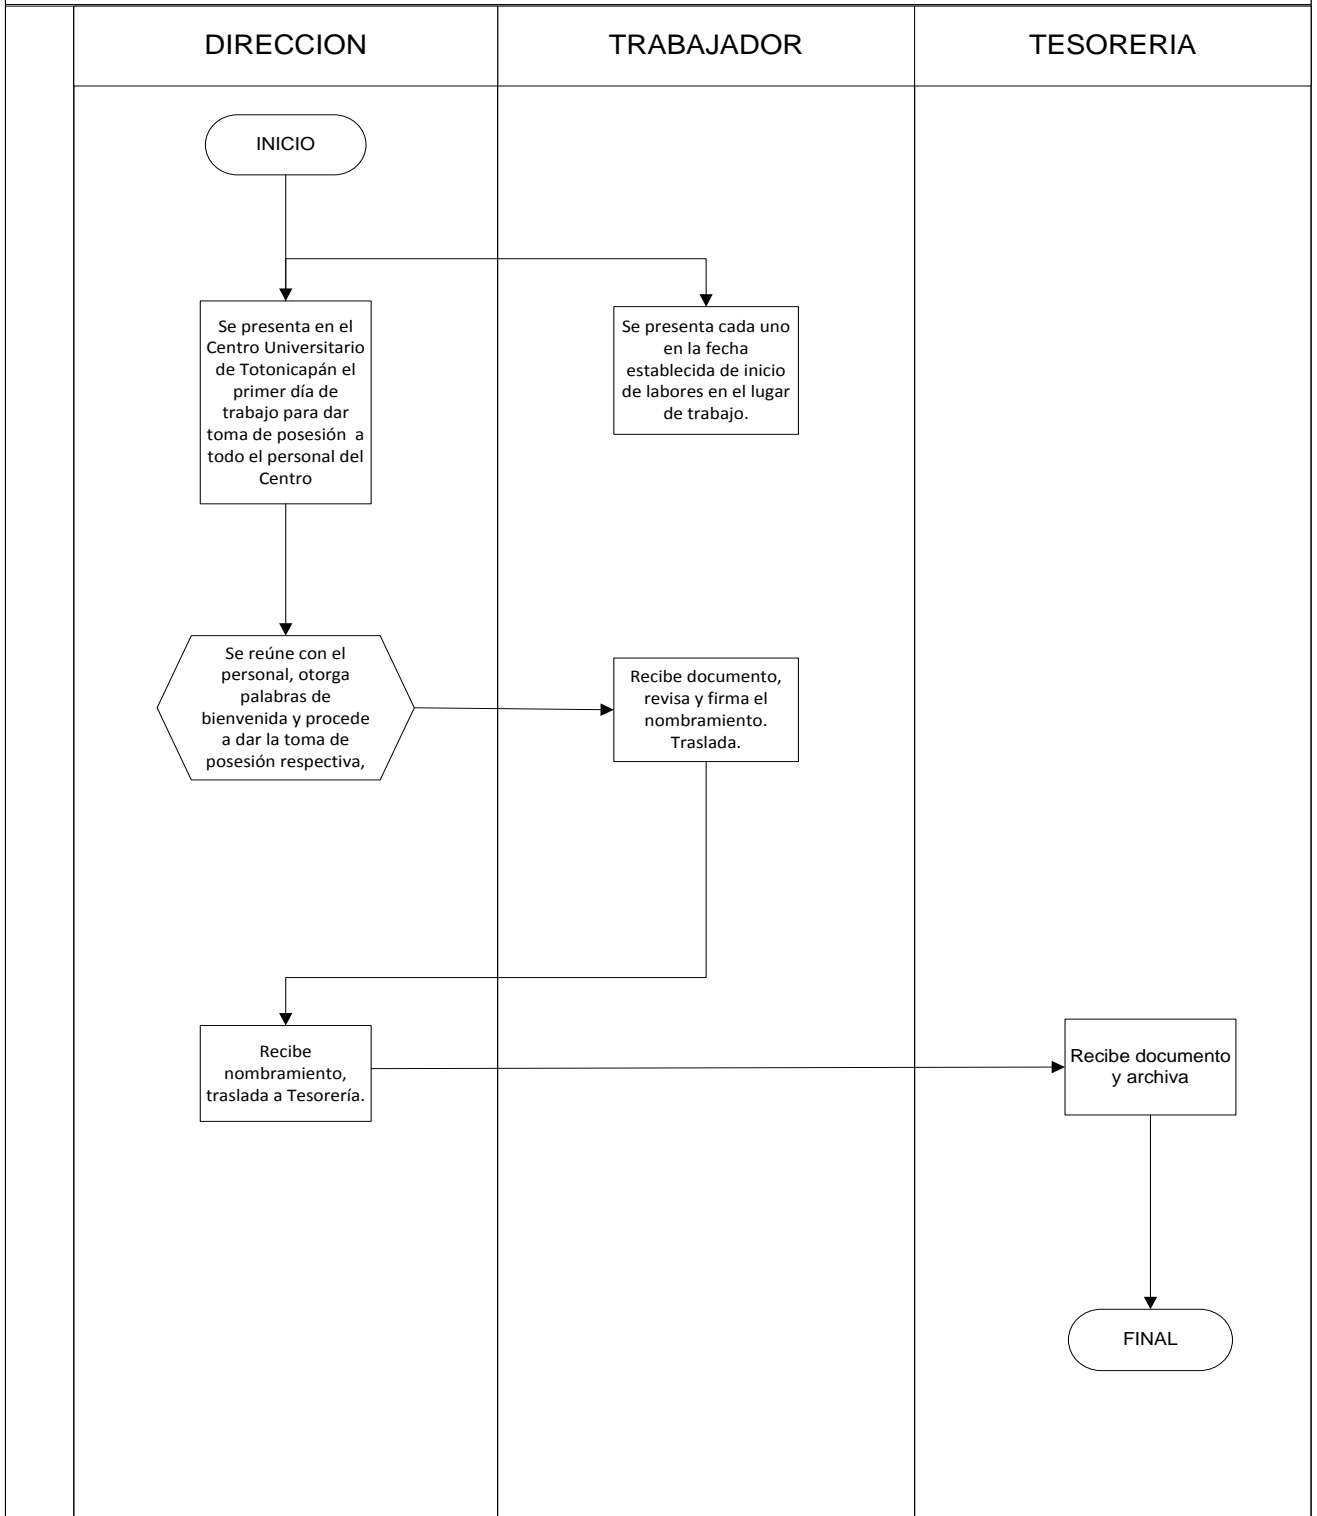 DIRECCION
TRABAJADOR
TESORERIA
INICIO
Se presenta en el
Centro Universitario
de Totonicapán el
primer día de
trabajo para dar
toma de posesión  a
todo el personal del
Centro
Se presenta cada uno
en la fecha
establecida de inicio
de labores en el lugar
de trabajo.
Se reúne con el
personal, otorga
palabras de
bienvenida y procede
a dar la toma de
posesión respectiva,
Recibe documento,
revisa y firma el
nombramiento.
Traslada.
Recibe
nombramiento,
traslada a Tesorería.
Recibe documento
y archiva
FINAL